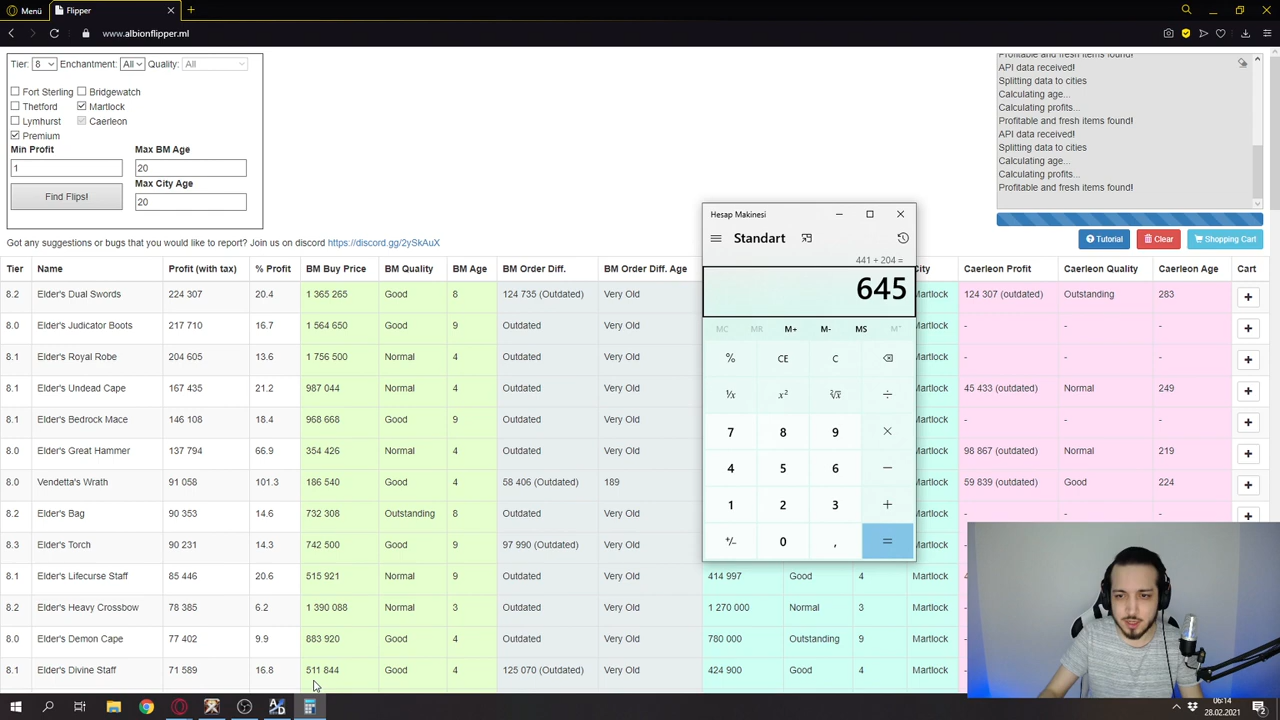 Menü Flipper
www.albionflipper.ml
Tier: 8 Enchantment: All Quality: All
Fort Sterling Bridgewatch
Thetford Martlock
Lymhurst Caerleon
Premium
Min Profit Max BM Age
1 20
Find Flips! Max City Age
20
Profitable and fresh items found!
API data received!
Splitting data to cities
Calculating age...
Calculating profits...
Profitable and fresh items found!
API data received!
Splitting data to cities
Calculating age...
Calculating profits...
Profitable and fresh items found!
Got any suggestions or bugs that you would like to report? Join us on discord https://discord.gg/2ySkAuX
Tutorial Clear Shopping Cart
Hesap Makinesi
Standart
441 + 204 =
645
MC MR M+ M- MS
% CE C
¹/x x² ²√x ÷
7 8 9 ×
4 5 6 −
1 2 3 +
+/- 0 , =
Tier Name Profit (with tax) % Profit BM Buy Price BM Quality BM Age BM Order Diff. BM Order Diff. Age City Caerleon Profit Caerleon Quality Caerleon Age Cart
8.2 Elder's Dual Swords 224 307 20.4 1 365 265 Good 8 124 735 (Outdated) Very Old Martlock 124 307 (outdated) Outstanding 283 +
8.0 Elder's Judicator Boots 217 710 16.7 1 564 650 Good 9 Outdated Very Old Martlock - - - +
8.1 Elder's Royal Robe 204 605 13.6 1 756 500 Normal 4 Outdated Very Old Martlock - - - +
8.1 Elder's Undead Cape 167 435 21.2 987 044 Normal 4 Outdated Very Old Martlock 45 433 (outdated) Normal 249 +
8.1 Elder's Bedrock Mace 146 108 18.4 968 668 Good 9 Outdated Very Old Martlock - - - +
8.0 Elder's Great Hammer 137 794 66.9 354 426 Normal 4 Outdated Very Old Martlock 98 867 (outdated) Normal 219 +
8.0 Vendetta's Wrath 91 058 101.3 186 540 Good 4 58 406 (Outdated) 189 Martlock 59 839 (outdated) Good 224 +
8.2 Elder's Bag 90 353 14.6 732 308 Outstanding 8 Outdated Very Old Martlock - - - +
8.3 Elder's Torch 90 231 14.3 742 500 Good 9 97 990 (Outdated) Very Old Martlock
8.1 Elder's Lifecurse Staff 85 446 20.6 515 921 Normal 9 Outdated Very Old 414 997 Good 4 Martlock
8.2 Elder's Heavy Crossbow 78 385 6.2 1 390 088 Normal 3 Outdated Very Old 1 270 000 Normal 3 Martlock -
8.0 Elder's Demon Cape 77 402 9.9 883 920 Good 4 Outdated Very Old 780 000 Outstanding 9 Martlock -
8.1 Elder's Divine Staff 71 589 16.8 511 844 Good 4 125 070 (Outdated) Very Old 424 900 Good 4 Martlock -
06:14
28.02.2021
2